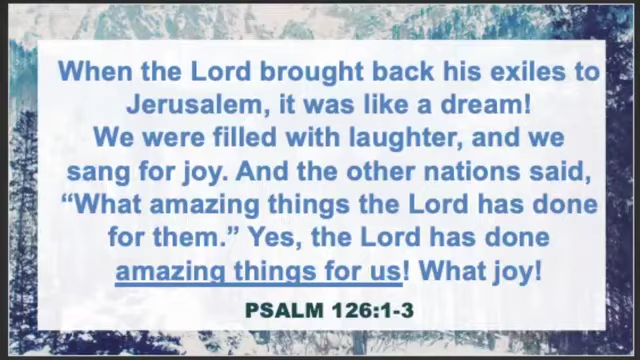 When the Lord brought back his exiles to
Jerusalem, it was like a dream!
We were filled with laughter, and we
sang for joy. And the other nations said,
“What amazing things the Lord has done
for them.” Yes, the Lord has done
amazing things for us! What joy!
PSALM 126:1-3